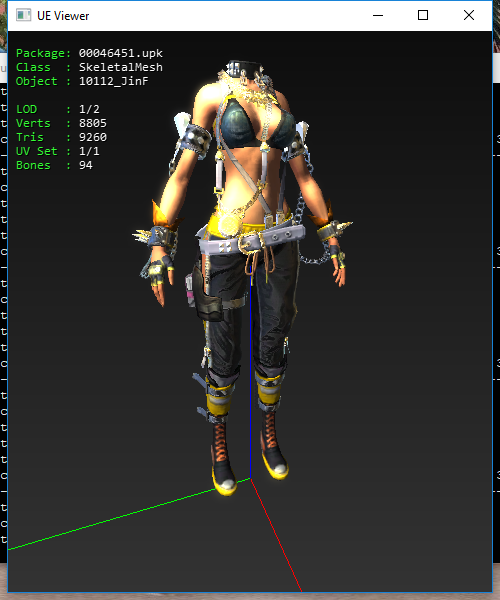 UE Viewer
Package: 00046451.upk
Class : SkeletalMesh
Object : 10112_JinF
LOD : 1/2
Verts : 8805
Tris : 9260
UV Set : 1/1
Bones : 94